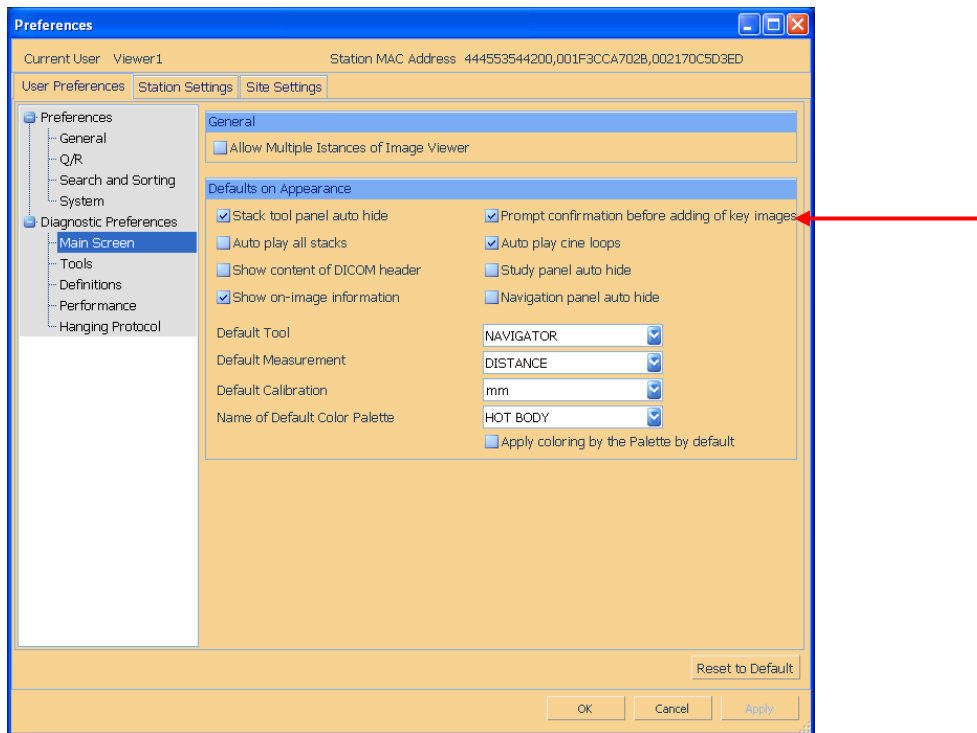 Preferences
Current User Viewer1 Station MAC Address 444553544200,001F3CCA702B,002170C5D3ED
User Preferences Station Settings Site Settings
Preferences
General
Q/R
Search and Sorting
System
Diagnostic Preferences
Main Screen
Tools
Definitions
Performance
Hanging Protocol
General
Allow Multiple Istances of Image Viewer
Defaults on Appearance
Stack tool panel auto hide Prompt confirmation before adding of key images
Auto play all stacks Auto play cine loops
Show content of DICOM header Study panel auto hide
Show on-image information Navigation panel auto hide
Default Tool NAVIGATOR
Default Measurement DISTANCE
Default Calibration mm
Name of Default Color Palette HOT BODY
Apply coloring by the Palette by default
Reset to Default
OK Cancel Apply